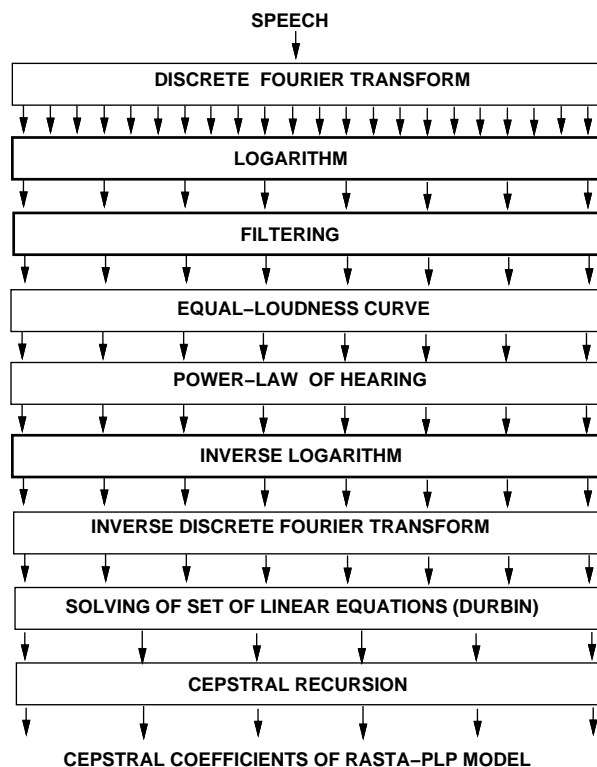 SPEECH
DISCRETE FOURIER TRANSFORM
LOGARITHM
FILTERING
EQUAL–LOUDNESS CURVE
POWER–LAW OF HEARING
INVERSE LOGARITHM
INVERSE DISCRETE FOURIER TRANSFORM
SOLVING OF SET OF LINEAR EQUATIONS (DURBIN)
CEPSTRAL RECURSION
CEPSTRAL COEFFICIENTS OF RASTA–PLP MODEL